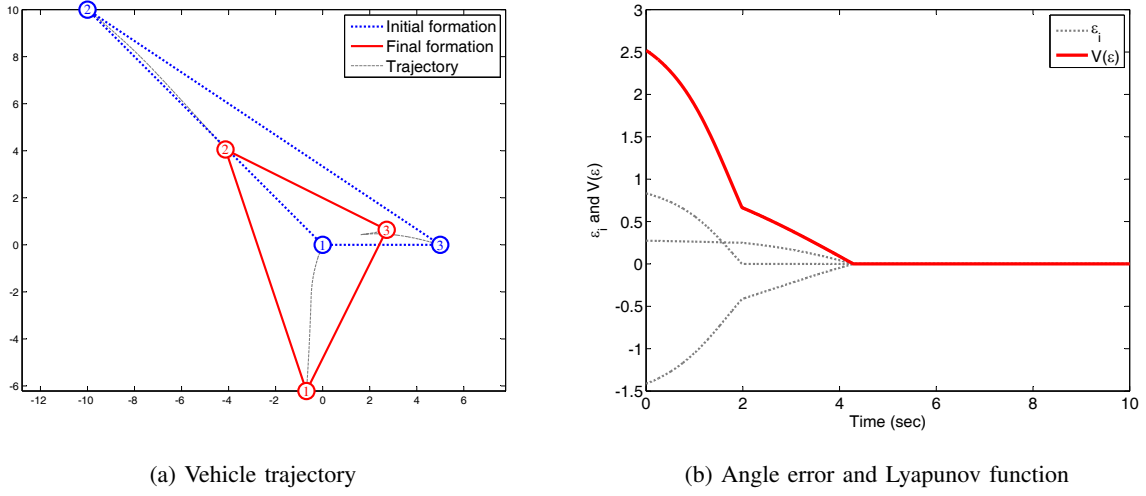 10
8
6
4
2
0
-2
-4
-6
-12 -10 -8 -6 -4 -2 0 2 4 6
Initial formation
Final formation
Trajectory
2
2
1
3
3
1
(a) Vehicle trajectory
3
2.5
2
1.5
1
0.5
0
-0.5
-1
-1.5
0 2 4 6 8 10
ε_i and V(ε)
Time (sec)
ε_i
V(ε)
(b) Angle error and Lyapunov function